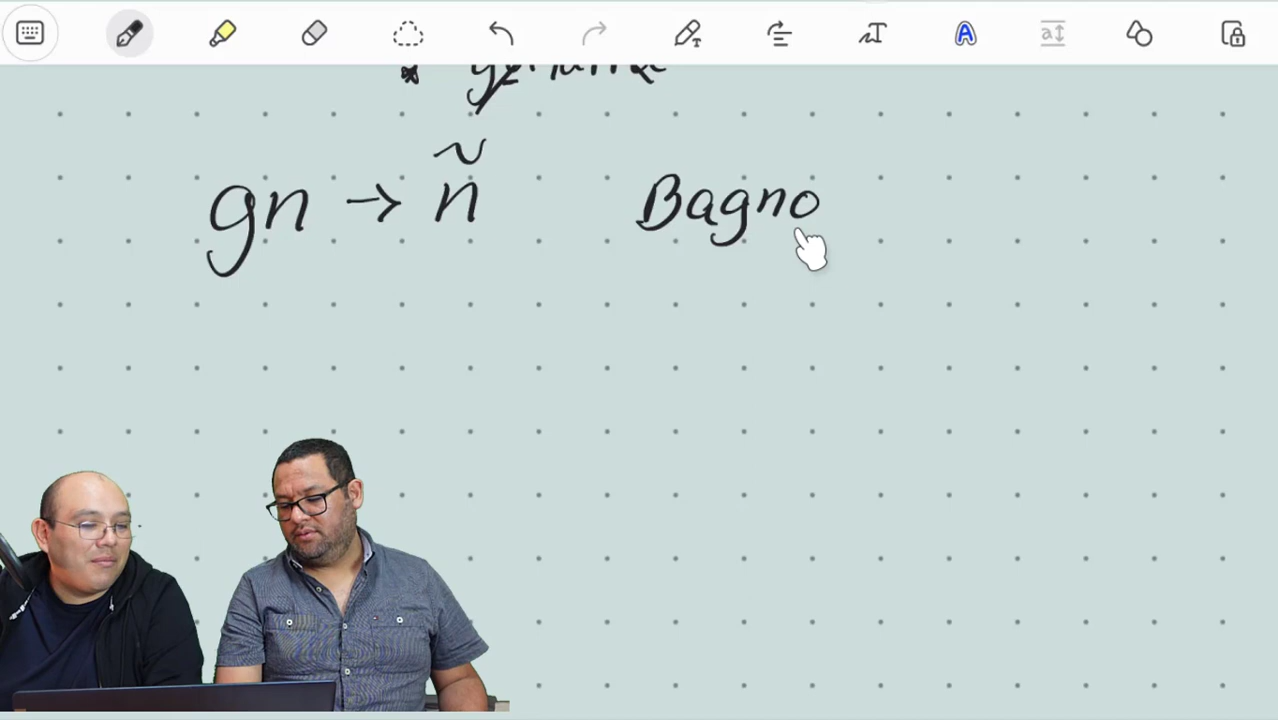 gn → ñ Bagno